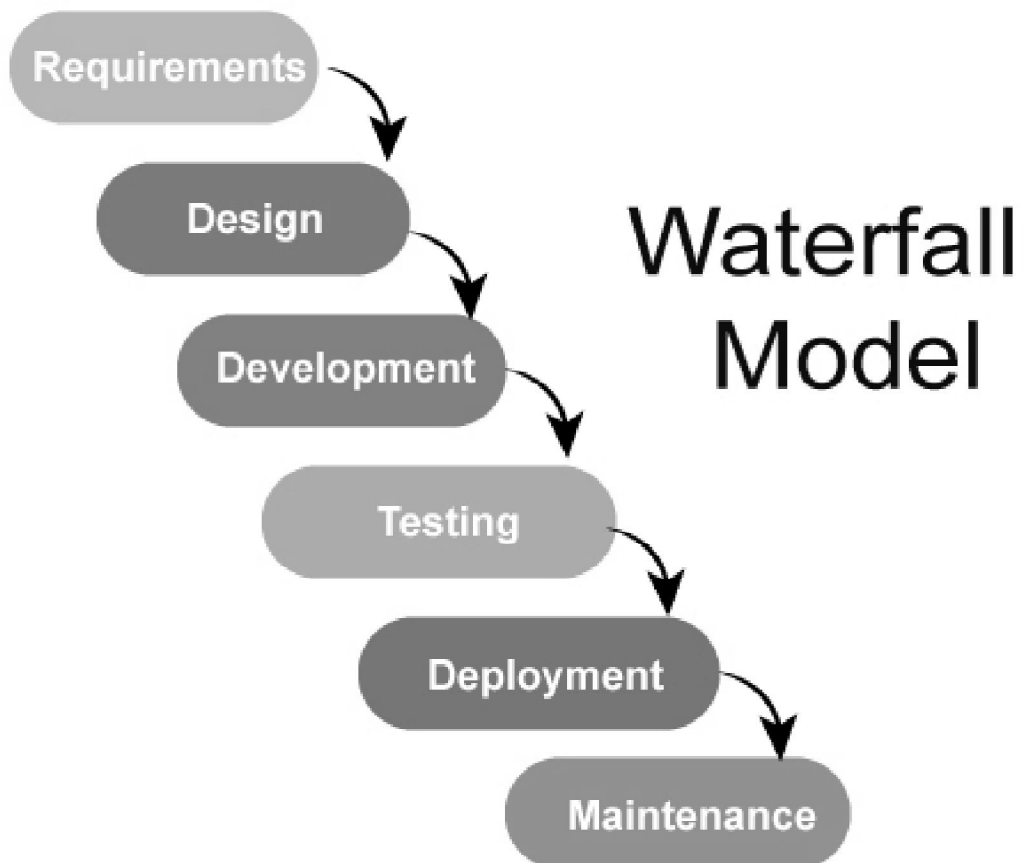 Requirements
Design
Development
Testing
Deployment
Maintenance
Waterfall
Model